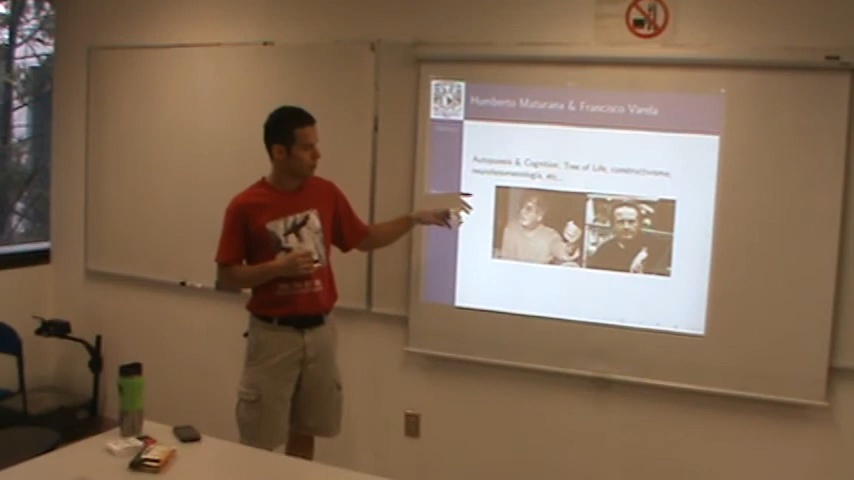 Humberto Maturana & Francisco Varela
Autopoiesis & Cognition, Tree of Life, constructivismo,
neurofenomenología, etc...